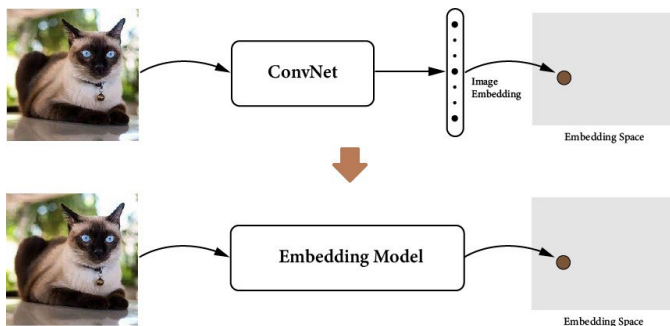 ConvNet
Image
Embedding
Embedding Space
Embedding Model
Embedding Space